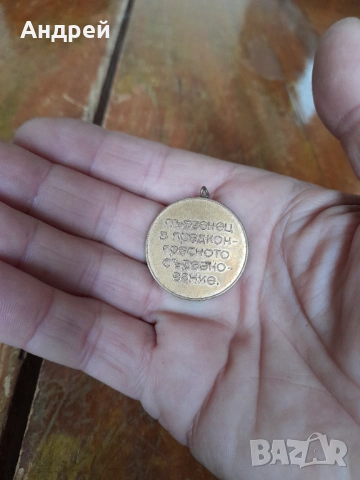 Андрей
първенец
в предкон-
гресното
съревно-
вание.
BAZAR